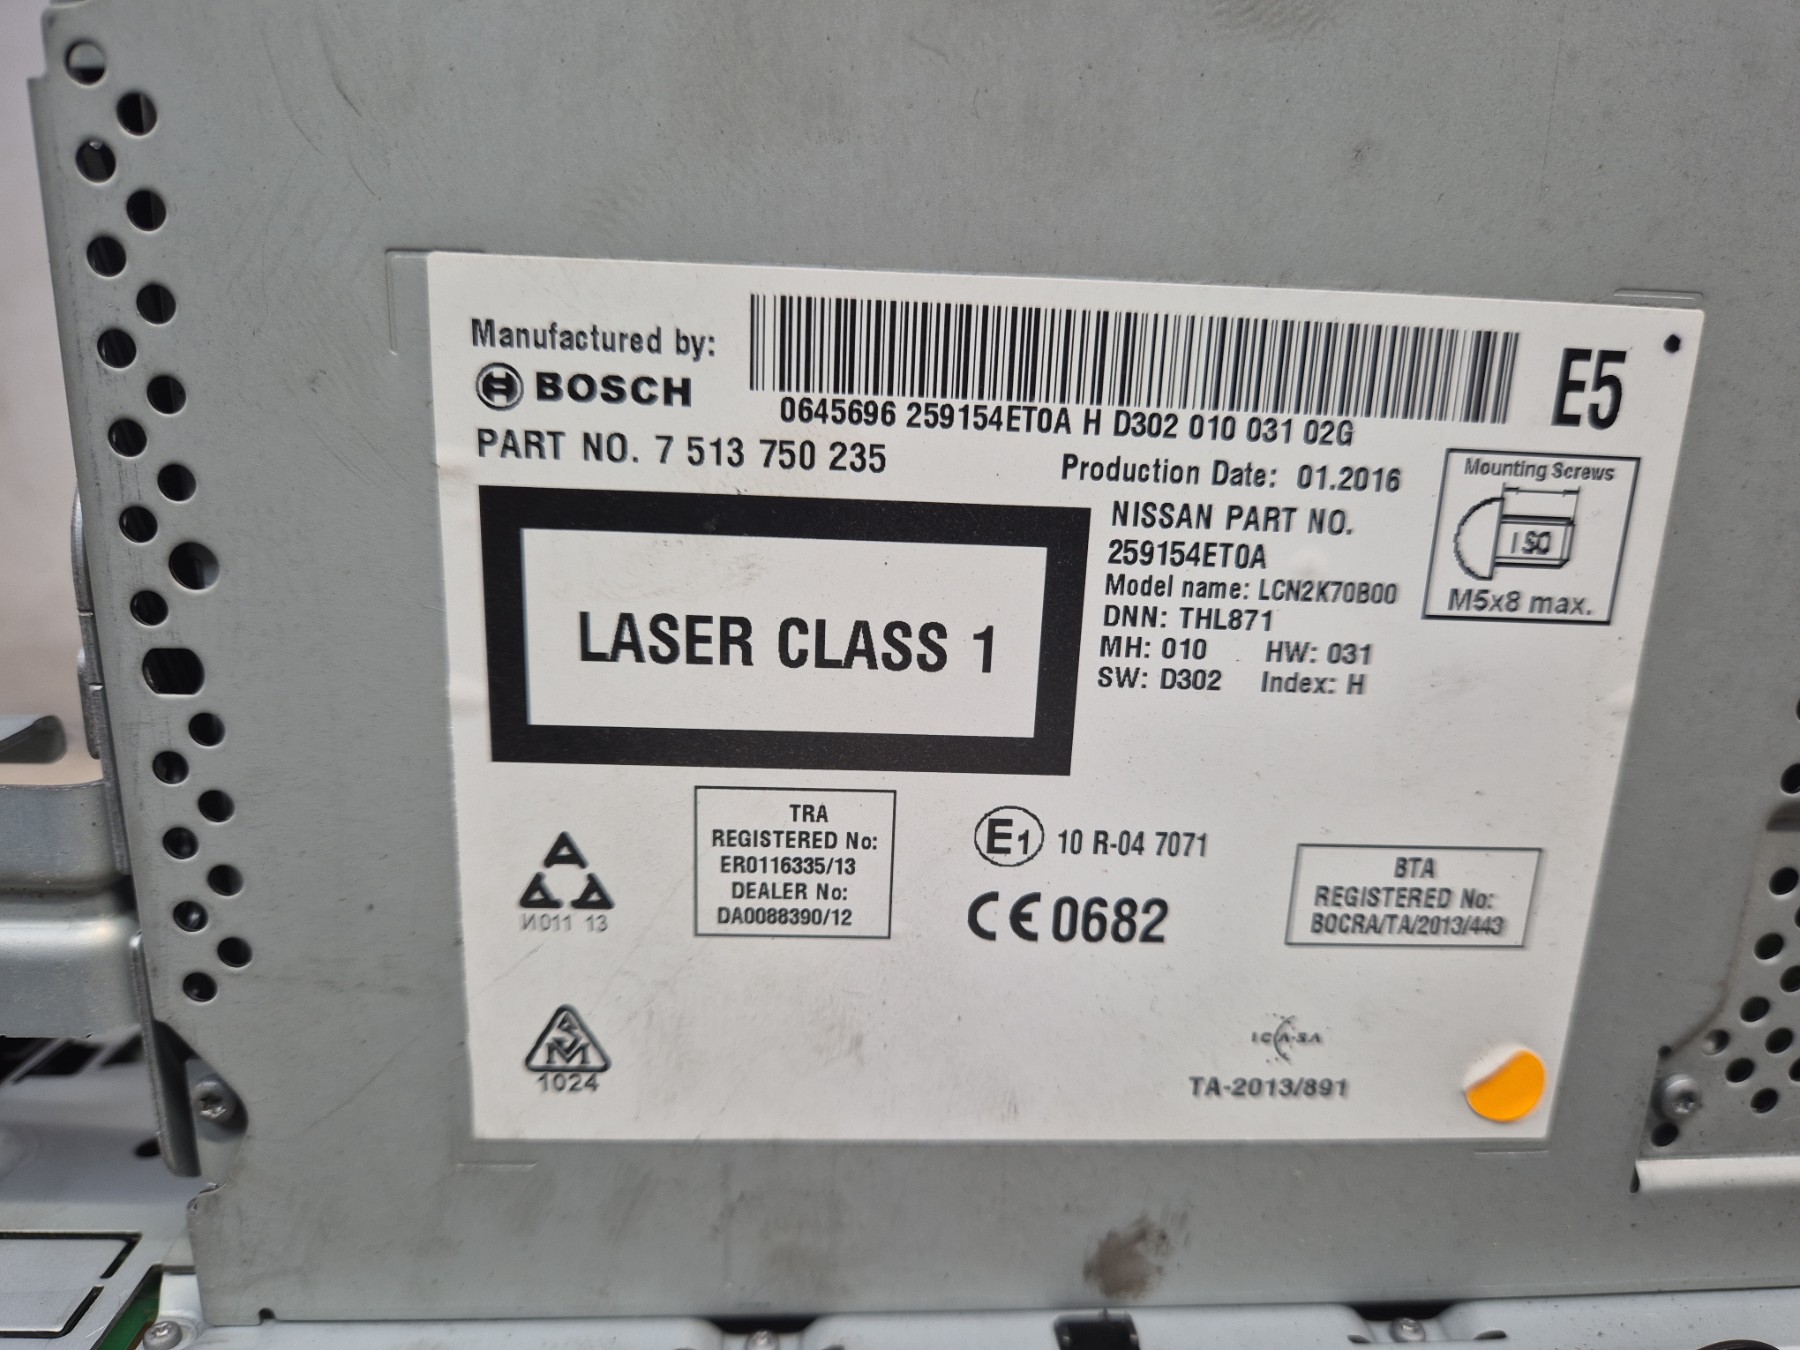 Manufactured by:
BOSCH
0645696 259154ET0A H D302 010 031 02G
E5
PART NO. 7 513 750 235
Production Date: 01.2016
Mounting Screws
ISO
M5x8 max.
NISSAN PART NO.
259154ET0A
Model name: LCN2K70B00
DNN: THL871
MH: 010 HW: 031
SW: D302 Index: H
LASER CLASS 1
TRA
REGISTERED No:
ER0116335/13
DEALER No:
DA0088390/12
И011 13
E1 10 R-04 7071
CE0682
BTA
REGISTERED No:
BOCRA/TA/2013/443
1024
ICASA
TA-2013/891